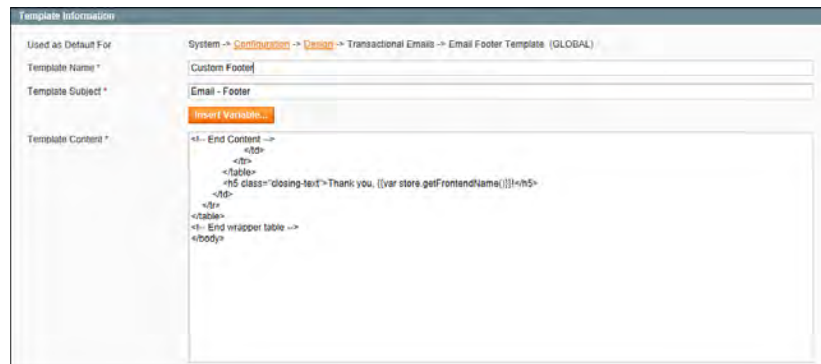 Template Information
Used as Default For System -> Configuration -> Design -> Transactional Emails -> Email Footer Template (GLOBAL)
Template Name * Custom Footer
Template Subject * Email - Footer
Insert Variable...
Template Content * <!-- End Content -->
</td>
</tr>
</table>
<h5 class="closing-text">Thank you, {{var store.getFrontendName()}}!</h5>
</td>
</tr>
</table>
<!-- End wrapper table -->
</body>